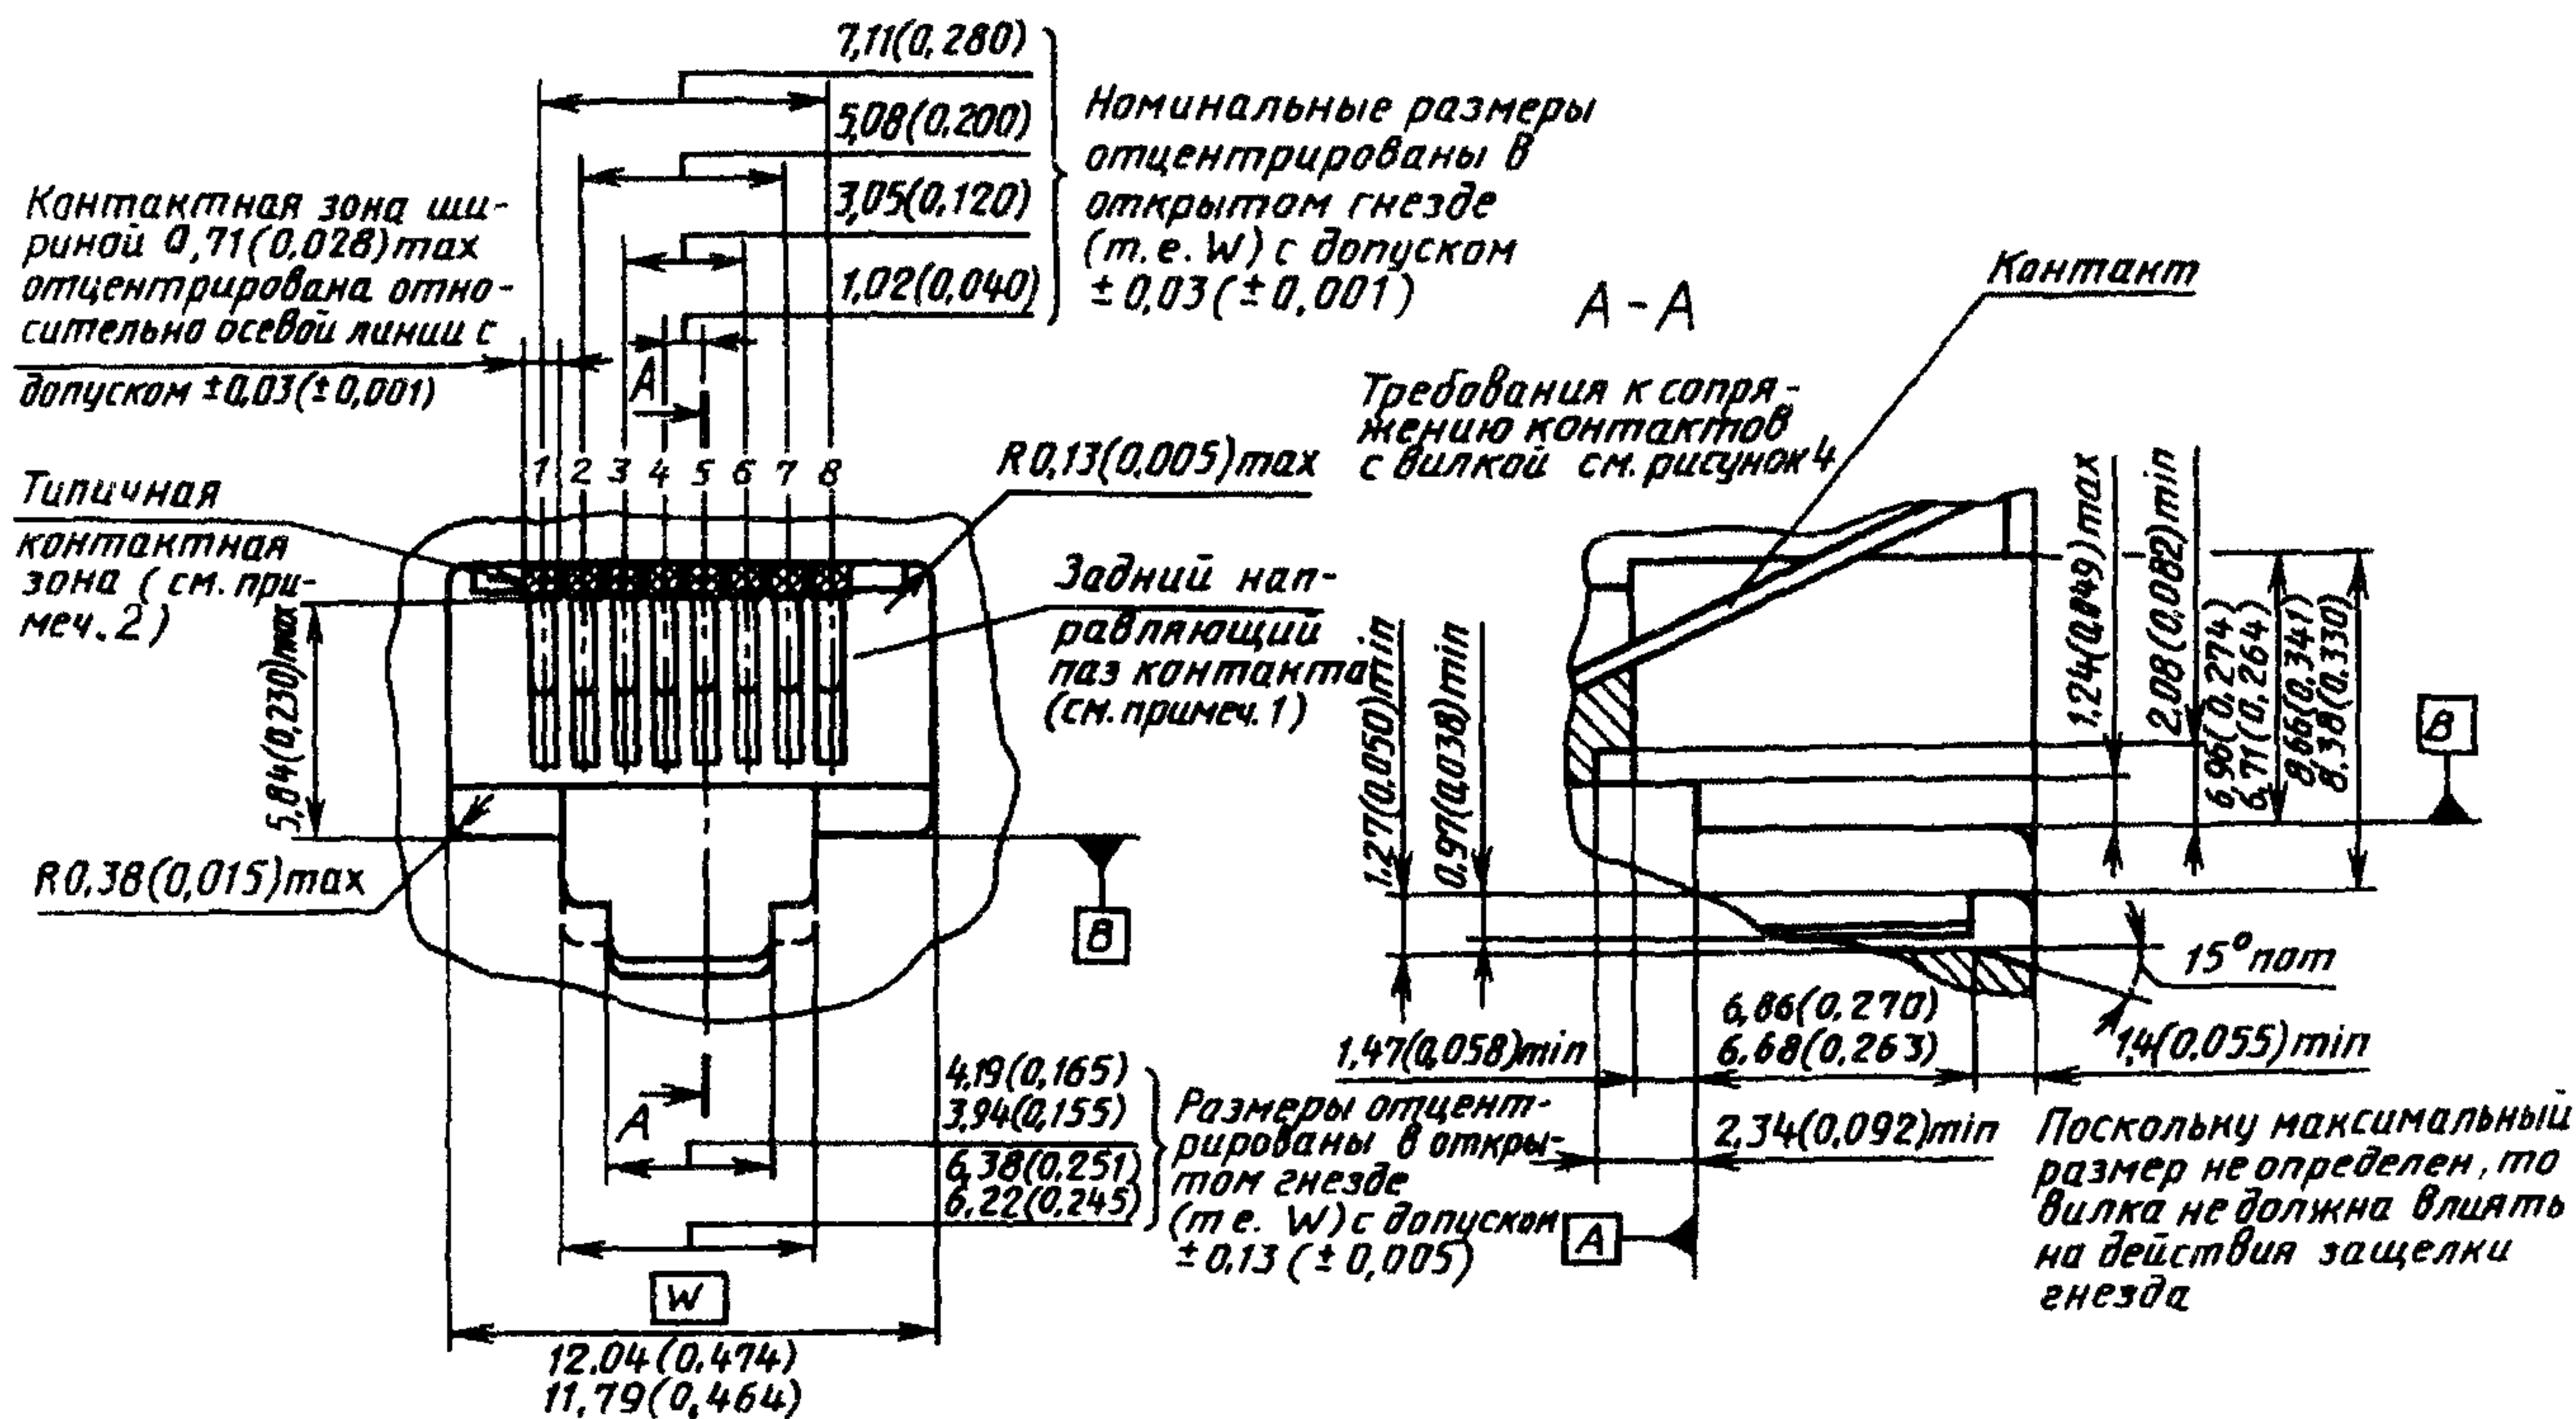 7,11(0,280)
5,08(0,200)
3,05(0,120)
1,02(0,040)
Номинальные размеры
отцентрированы в
открытом гнезде
(т.е. W) с допуском
±0,03(±0,001)
Контактная зона ши-
риной 0,71(0,028)max
отцентрирована отно-
сительно осевой линии с
допуском ±0,03(±0,001)
A
1 2 3 4 5 6 7 8
Типичная
контактная
зона (см. при-
меч. 2)
R0,13(0,005)max
Задний нап-
равляющий
паз контакта
(см. примеч. 1)
5,84(0,230)max
R0,38(0,015)max
B
A
4,19(0,165)
3,94(0,155)
6,38(0,251)
6,22(0,245)
Размеры отцент-
рированы в откры-
том гнезде
(т е. W) с допуском
±0,13 (±0,005)
W
12.04(0,474)
11,79(0,464)
A-A
Контакт
Требования к сопря-
жению контактов
с вилкой см. рисунок 4
1,27(0,050)min
0,97(0,038)min
1,24(0,049)max
2,08(0,082)min
6,96(0,274)
6,71(0,264)
8,66(0,341)
8,38(0,330)
B
15° nom
1,47(0,058)min
6,86(0,270)
6.68(0,263)
1,4(0,055)min
2,34(0,092)min
A
Поскольку максимальный
размер не определен, то
вилка не должна влиять
на действия защелки
гнезда